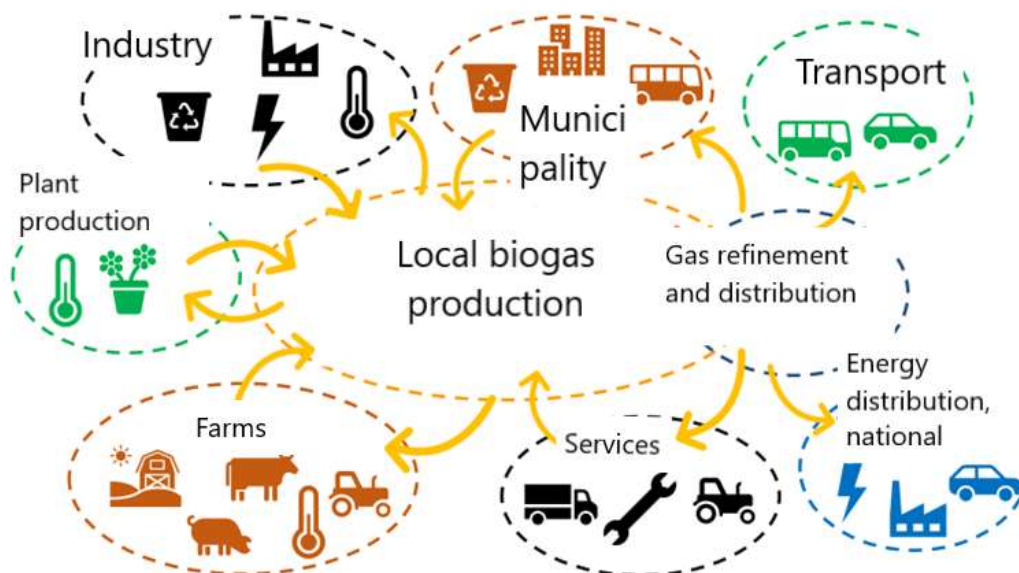 Industry
Munici
pality
Transport
Plant
production
Local biogas
production
Gas refinement
and distribution
Farms
Services
Energy
distribution,
national